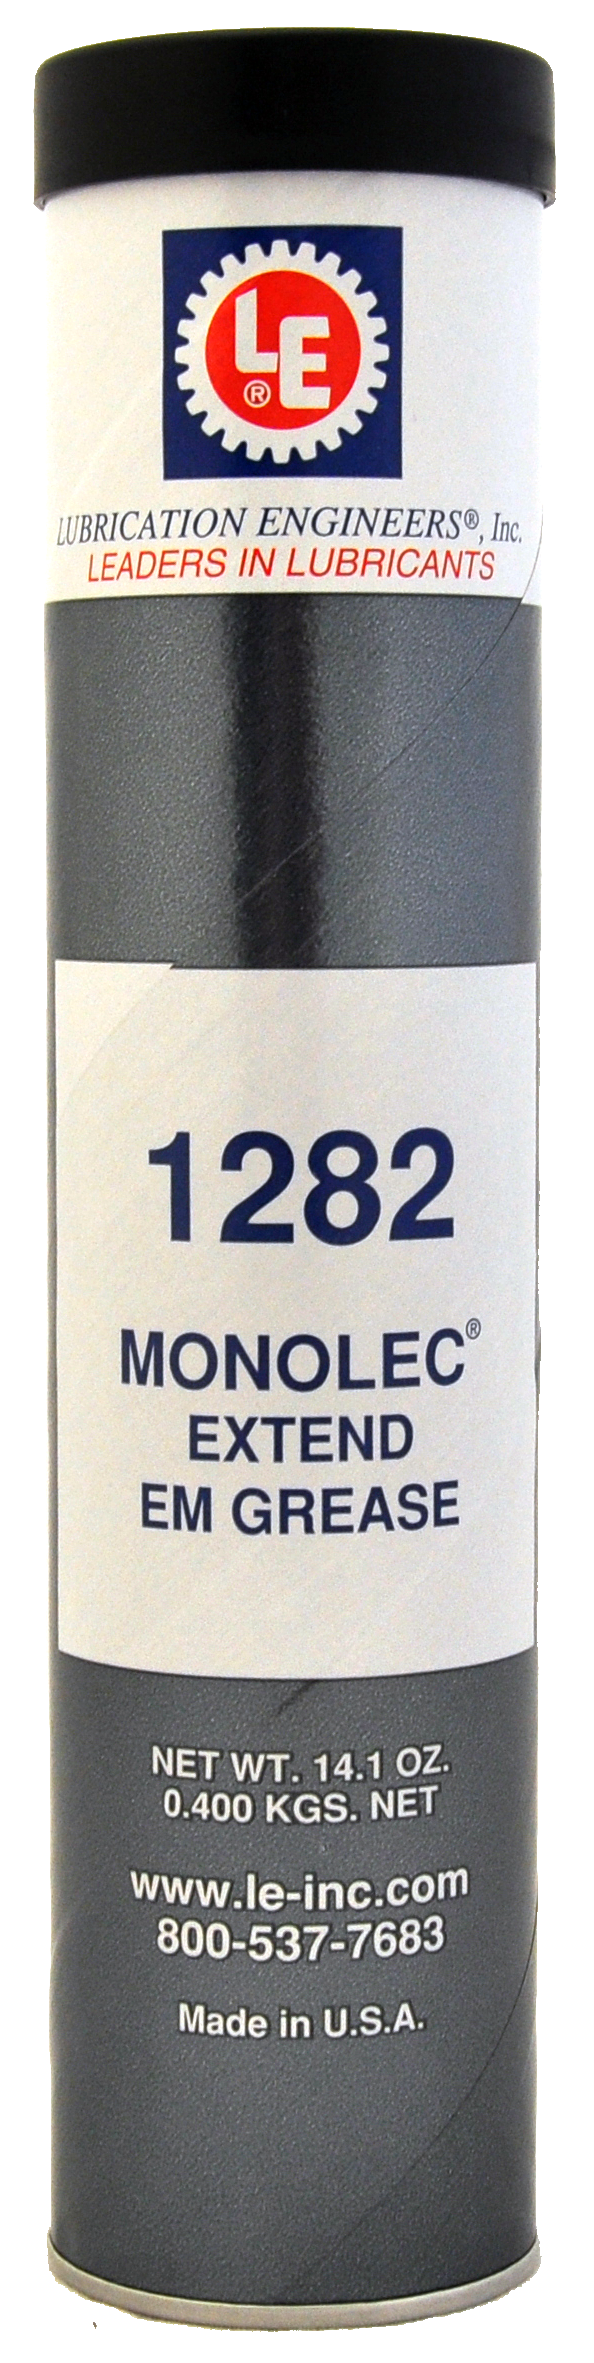 LE
®
LUBRICATION ENGINEERS®, Inc.
LEADERS IN LUBRICANTS
1282
MONOLEC®
EXTEND
EM GREASE
NET WT. 14.1 OZ.
0.400 KGS. NET
www.le-inc.com
800-537-7683
Made in U.S.A.